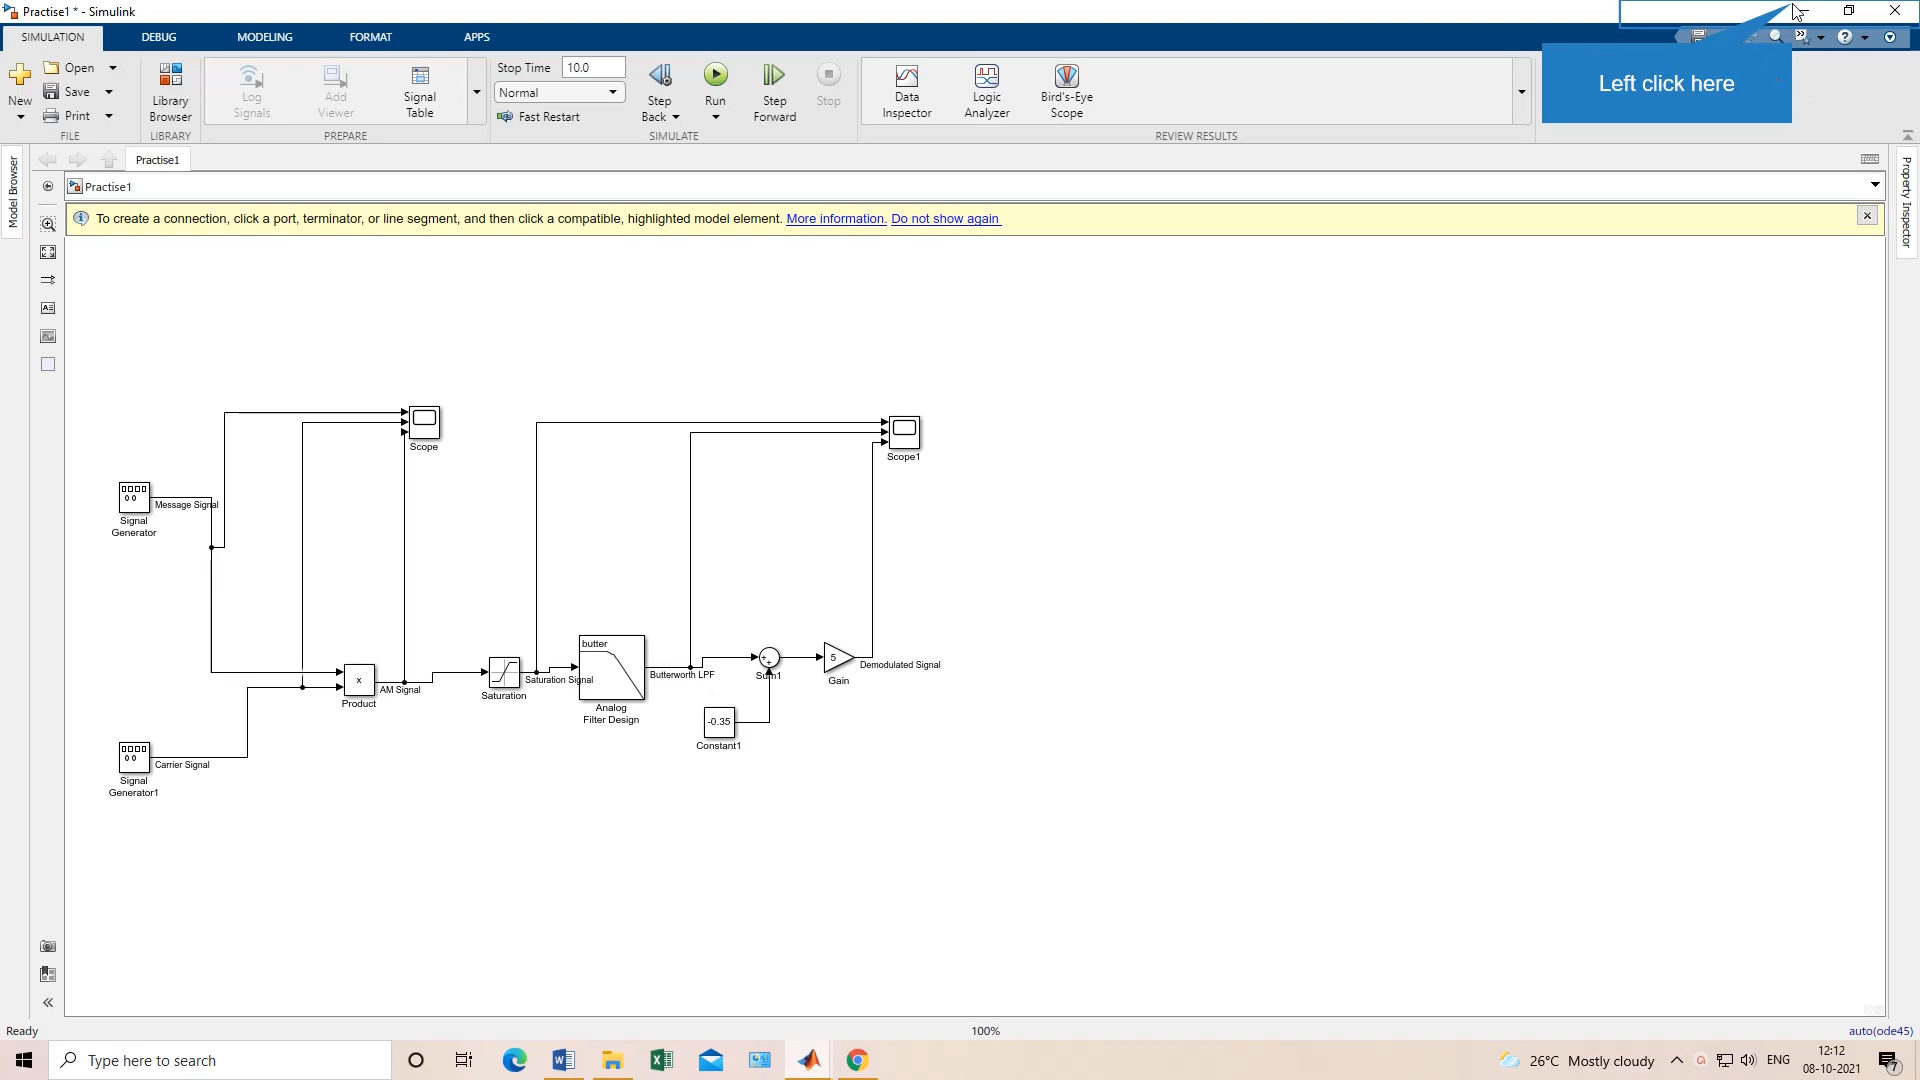 Practise1 * - Simulink
SIMULATION
DEBUG
MODELING
FORMAT
APPS
Left click here
New
Open
Save
Print
FILE
Library
Browser
LIBRARY
Log
Signals
Add
Viewer
Signal
Table
PREPARE
Stop Time 10.0
Normal
Fast Restart
Step
Back
Run
Step
Forward
Stop
SIMULATE
Data
Inspector
Logic
Analyzer
Bird's-Eye
Scope
REVIEW RESULTS
Model Browser
Property Inspector
Practise1
Practise1
To create a connection, click a port, terminator, or line segment, and then click a compatible, highlighted model element. More information. Do not show again
Scope
Scope1
Signal
Generator
Message Signal
x
Product
AM Signal
Saturation
Saturation Signal
butter
Analog
Filter Design
Butterworth LPF
Sum1
5
Gain
Demodulated Signal
-0.35
Constant1
Signal
Generator1
Carrier Signal
Ready
100%
auto(ode45)
Type here to search
26°C Mostly cloudy
ENG
12:12
08-10-2021
7